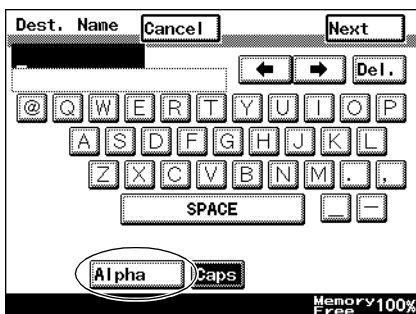 Dest. Name Cancel Next
← → Del.
@ Q W E R T Y U I O P
A S D F G H J K L
Z X C V B N M . ,
SPACE _ —
Alpha Caps
Memory Free 100%